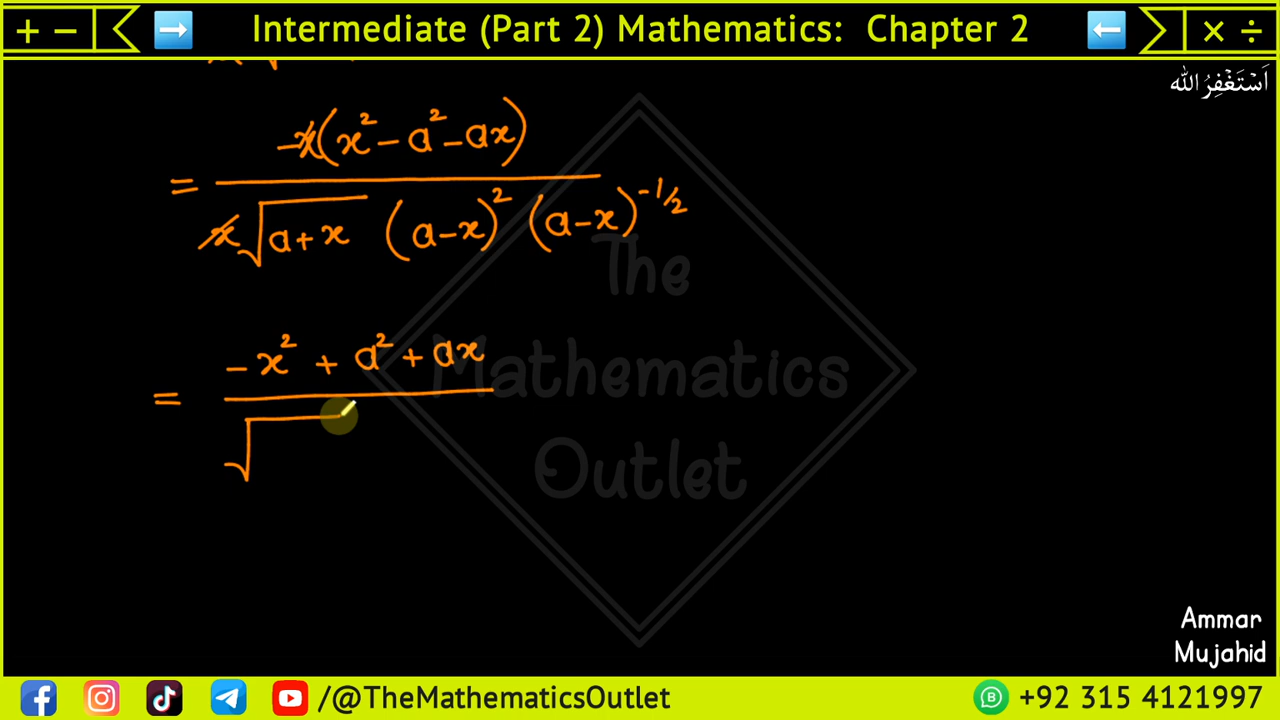 + − ➡ Intermediate (Part 2) Mathematics: Chapter 2 ⬅ × ÷
اَسْتَغْفِرُ اللّٰه
-x(x² - a² - ax)
= ───────────────
x√(a+x) (a-x)² (a-x)^(-1/2)
The
Mathematics
Outlet
-x² + a² + ax
= ───────────────
√
Ammar
Mujahid
/@TheMathematicsOutlet +92 315 4121997